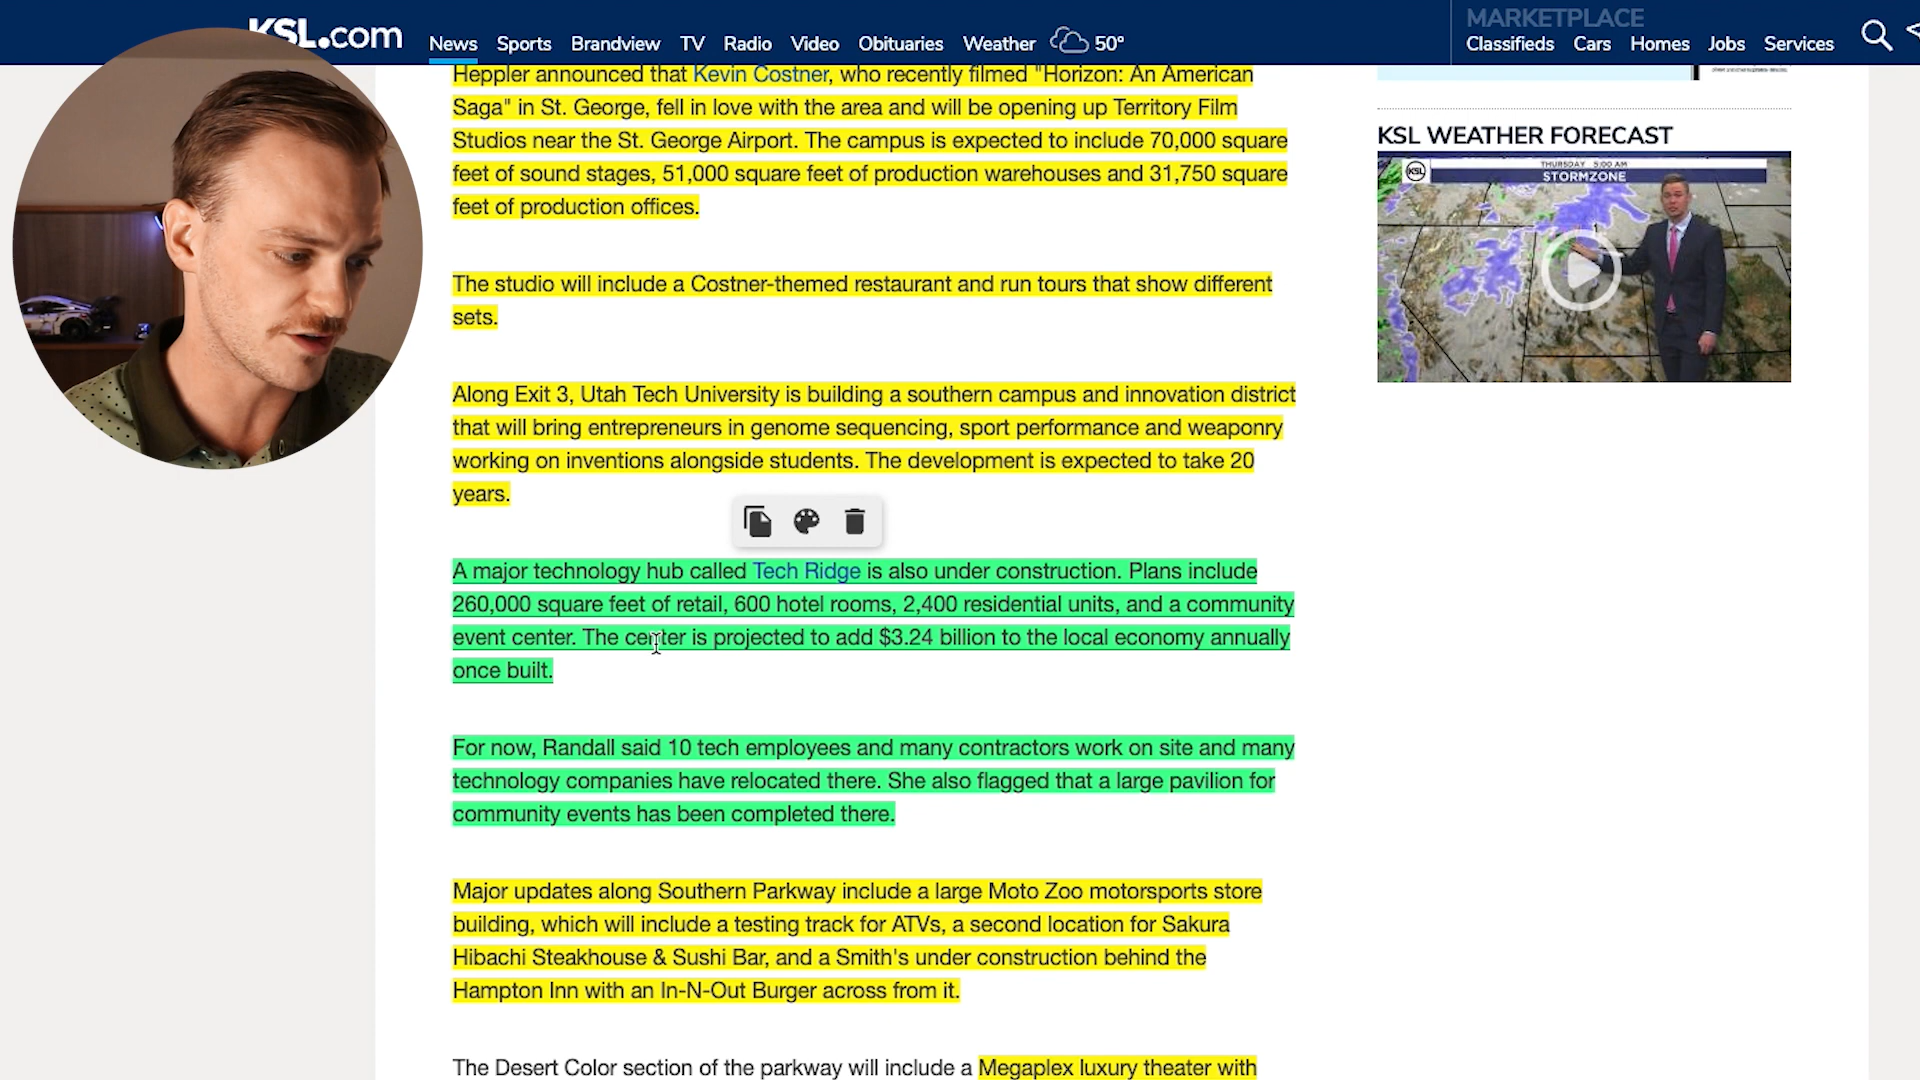 KSL.com
News Sports Brandview TV Radio Video Obituaries Weather 50°
MARKETPLACE
Classifieds Cars Homes Jobs Services
Heppler announced that Kevin Costner, who recently filmed "Horizon: An American
Saga" in St. George, fell in love with the area and will be opening up Territory Film
Studios near the St. George Airport. The campus is expected to include 70,000 square
feet of sound stages, 51,000 square feet of production warehouses and 31,750 square
feet of production offices.
The studio will include a Costner-themed restaurant and run tours that show different
sets.
Along Exit 3, Utah Tech University is building a southern campus and innovation district
that will bring entrepreneurs in genome sequencing, sport performance and weaponry
working on inventions alongside students. The development is expected to take 20
years.
A major technology hub called Tech Ridge is also under construction. Plans include
260,000 square feet of retail, 600 hotel rooms, 2,400 residential units, and a community
event center. The center is projected to add $3.24 billion to the local economy annually
once built.
For now, Randall said 10 tech employees and many contractors work on site and many
technology companies have relocated there. She also flagged that a large pavilion for
community events has been completed there.
Major updates along Southern Parkway include a large Moto Zoo motorsports store
building, which will include a testing track for ATVs, a second location for Sakura
Hibachi Steakhouse & Sushi Bar, and a Smith's under construction behind the
Hampton Inn with an In-N-Out Burger across from it.
The Desert Color section of the parkway will include a Megaplex luxury theater with
KSL WEATHER FORECAST
KSL
THURSDAY 5:00 AM
STORMZONE